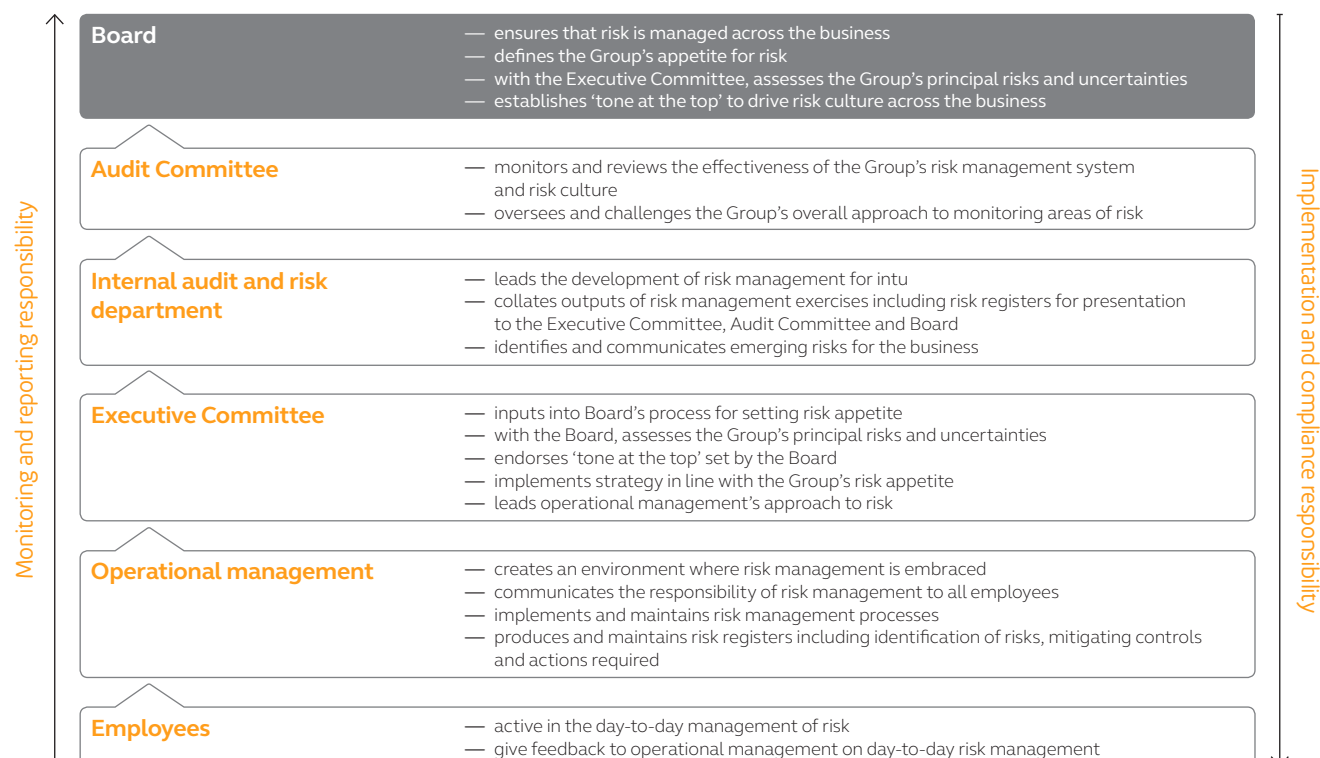 Board
— ensures that risk is managed across the business
— defines the Group's appetite for risk
— with the Executive Committee, assesses the Group's principal risks and uncertainties
— establishes ‘tone at the top’ to drive risk culture across the business
Audit Committee
— monitors and reviews the effectiveness of the Group's risk management system
and risk culture
— oversees and challenges the Group's overall approach to monitoring areas of risk
Internal audit and risk
department
— leads the development of risk management for intu
— collates outputs of risk management exercises including risk registers for presentation
to the Executive Committee, Audit Committee and Board
— identifies and communicates emerging risks for the business
Executive Committee
— inputs into Board's process for setting risk appetite
— with the Board, assesses the Group's principal risks and uncertainties
— endorses ‘tone at the top’ set by the Board
— implements strategy in line with the Group's risk appetite
— leads operational management's approach to risk
Operational management
— creates an environment where risk management is embraced
— communicates the responsibility of risk management to all employees
— implements and maintains risk management processes
— produces and maintains risk registers including identification of risks, mitigating controls
and actions required
Employees
— active in the day-to-day management of risk
— give feedback to operational management on day-to-day risk management
Monitoring and reporting responsibility
Implementation and compliance responsibility